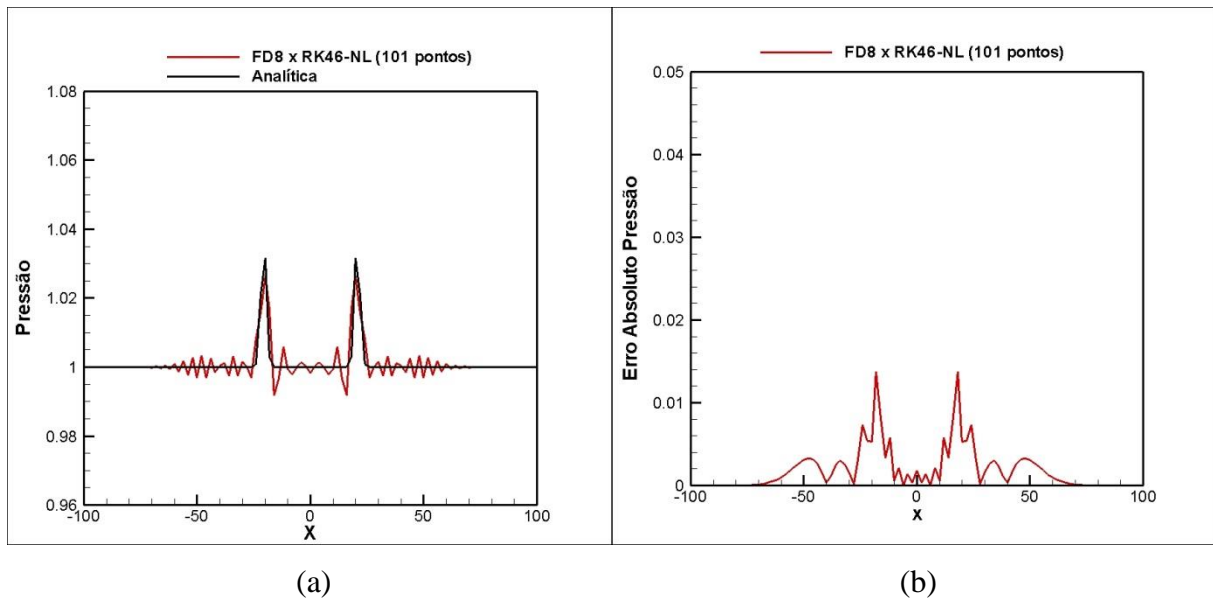 FD8 x RK46-NL (101 pontos)
Analítica
1.08
1.06
1.04
1.02
1
0.98
0.96
Pressão
-100
-50
0
50
100
X
FD8 x RK46-NL (101 pontos)
0.05
0.04
0.03
0.02
0.01
0
Erro Absoluto Pressão
-100
-50
0
50
100
X
(a)
(b)